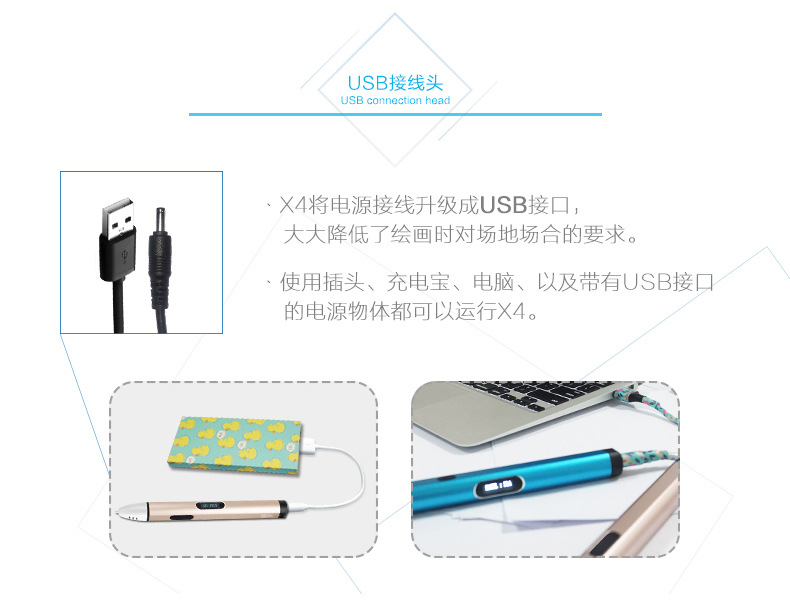 USB接线头
USB connection head
、X4将电源接线升级成USB接口，
大大降低了绘画时对场地场合的要求。
、使用插头、充电宝、电脑、以及带有USB接口
的电源物体都可以运行X4。